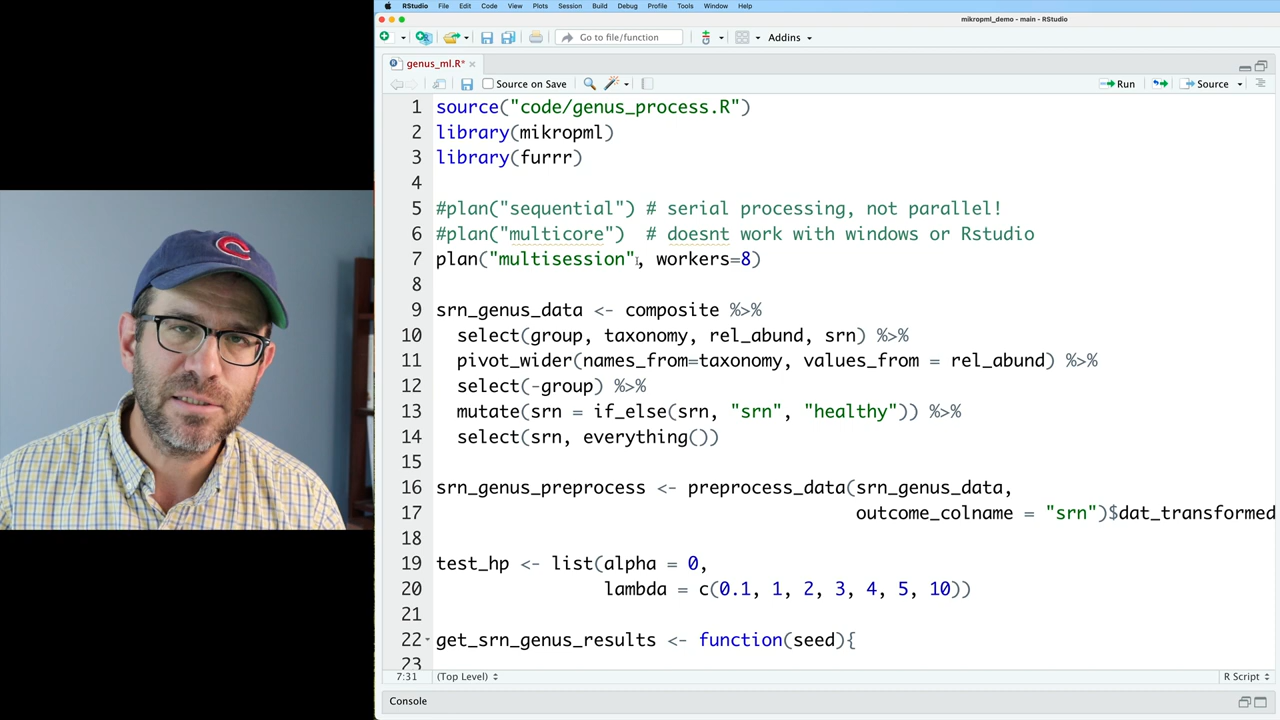 RStudio File Edit Code View Plots Session Build Debug Profile Tools Window Help
mikropml_demo - main - RStudio
Go to file/function
Addins
genus_ml.R*
Source on Save
Run
Source
1 source("code/genus_process.R")
2 library(mikropml)
3 library(furrr)
4
5 #plan("sequential") # serial processing, not parallel!
6 #plan("multicore")  # doesnt work with windows or Rstudio
7 plan("multisession", workers=8)
8
9 srn_genus_data <- composite %>%
10   select(group, taxonomy, rel_abund, srn) %>%
11   pivot_wider(names_from=taxonomy, values_from = rel_abund) %>%
12   select(-group) %>%
13   mutate(srn = if_else(srn, "srn", "healthy")) %>%
14   select(srn, everything())
15
16 srn_genus_preprocess <- preprocess_data(srn_genus_data,
17                                         outcome_colname = "srn")$dat_transformed
18
19 test_hp <- list(alpha = 0,
20                 lambda = c(0.1, 1, 2, 3, 4, 5, 10))
21
22 get_srn_genus_results <- function(seed){
23
7:31 (Top Level) R Script
Console
C